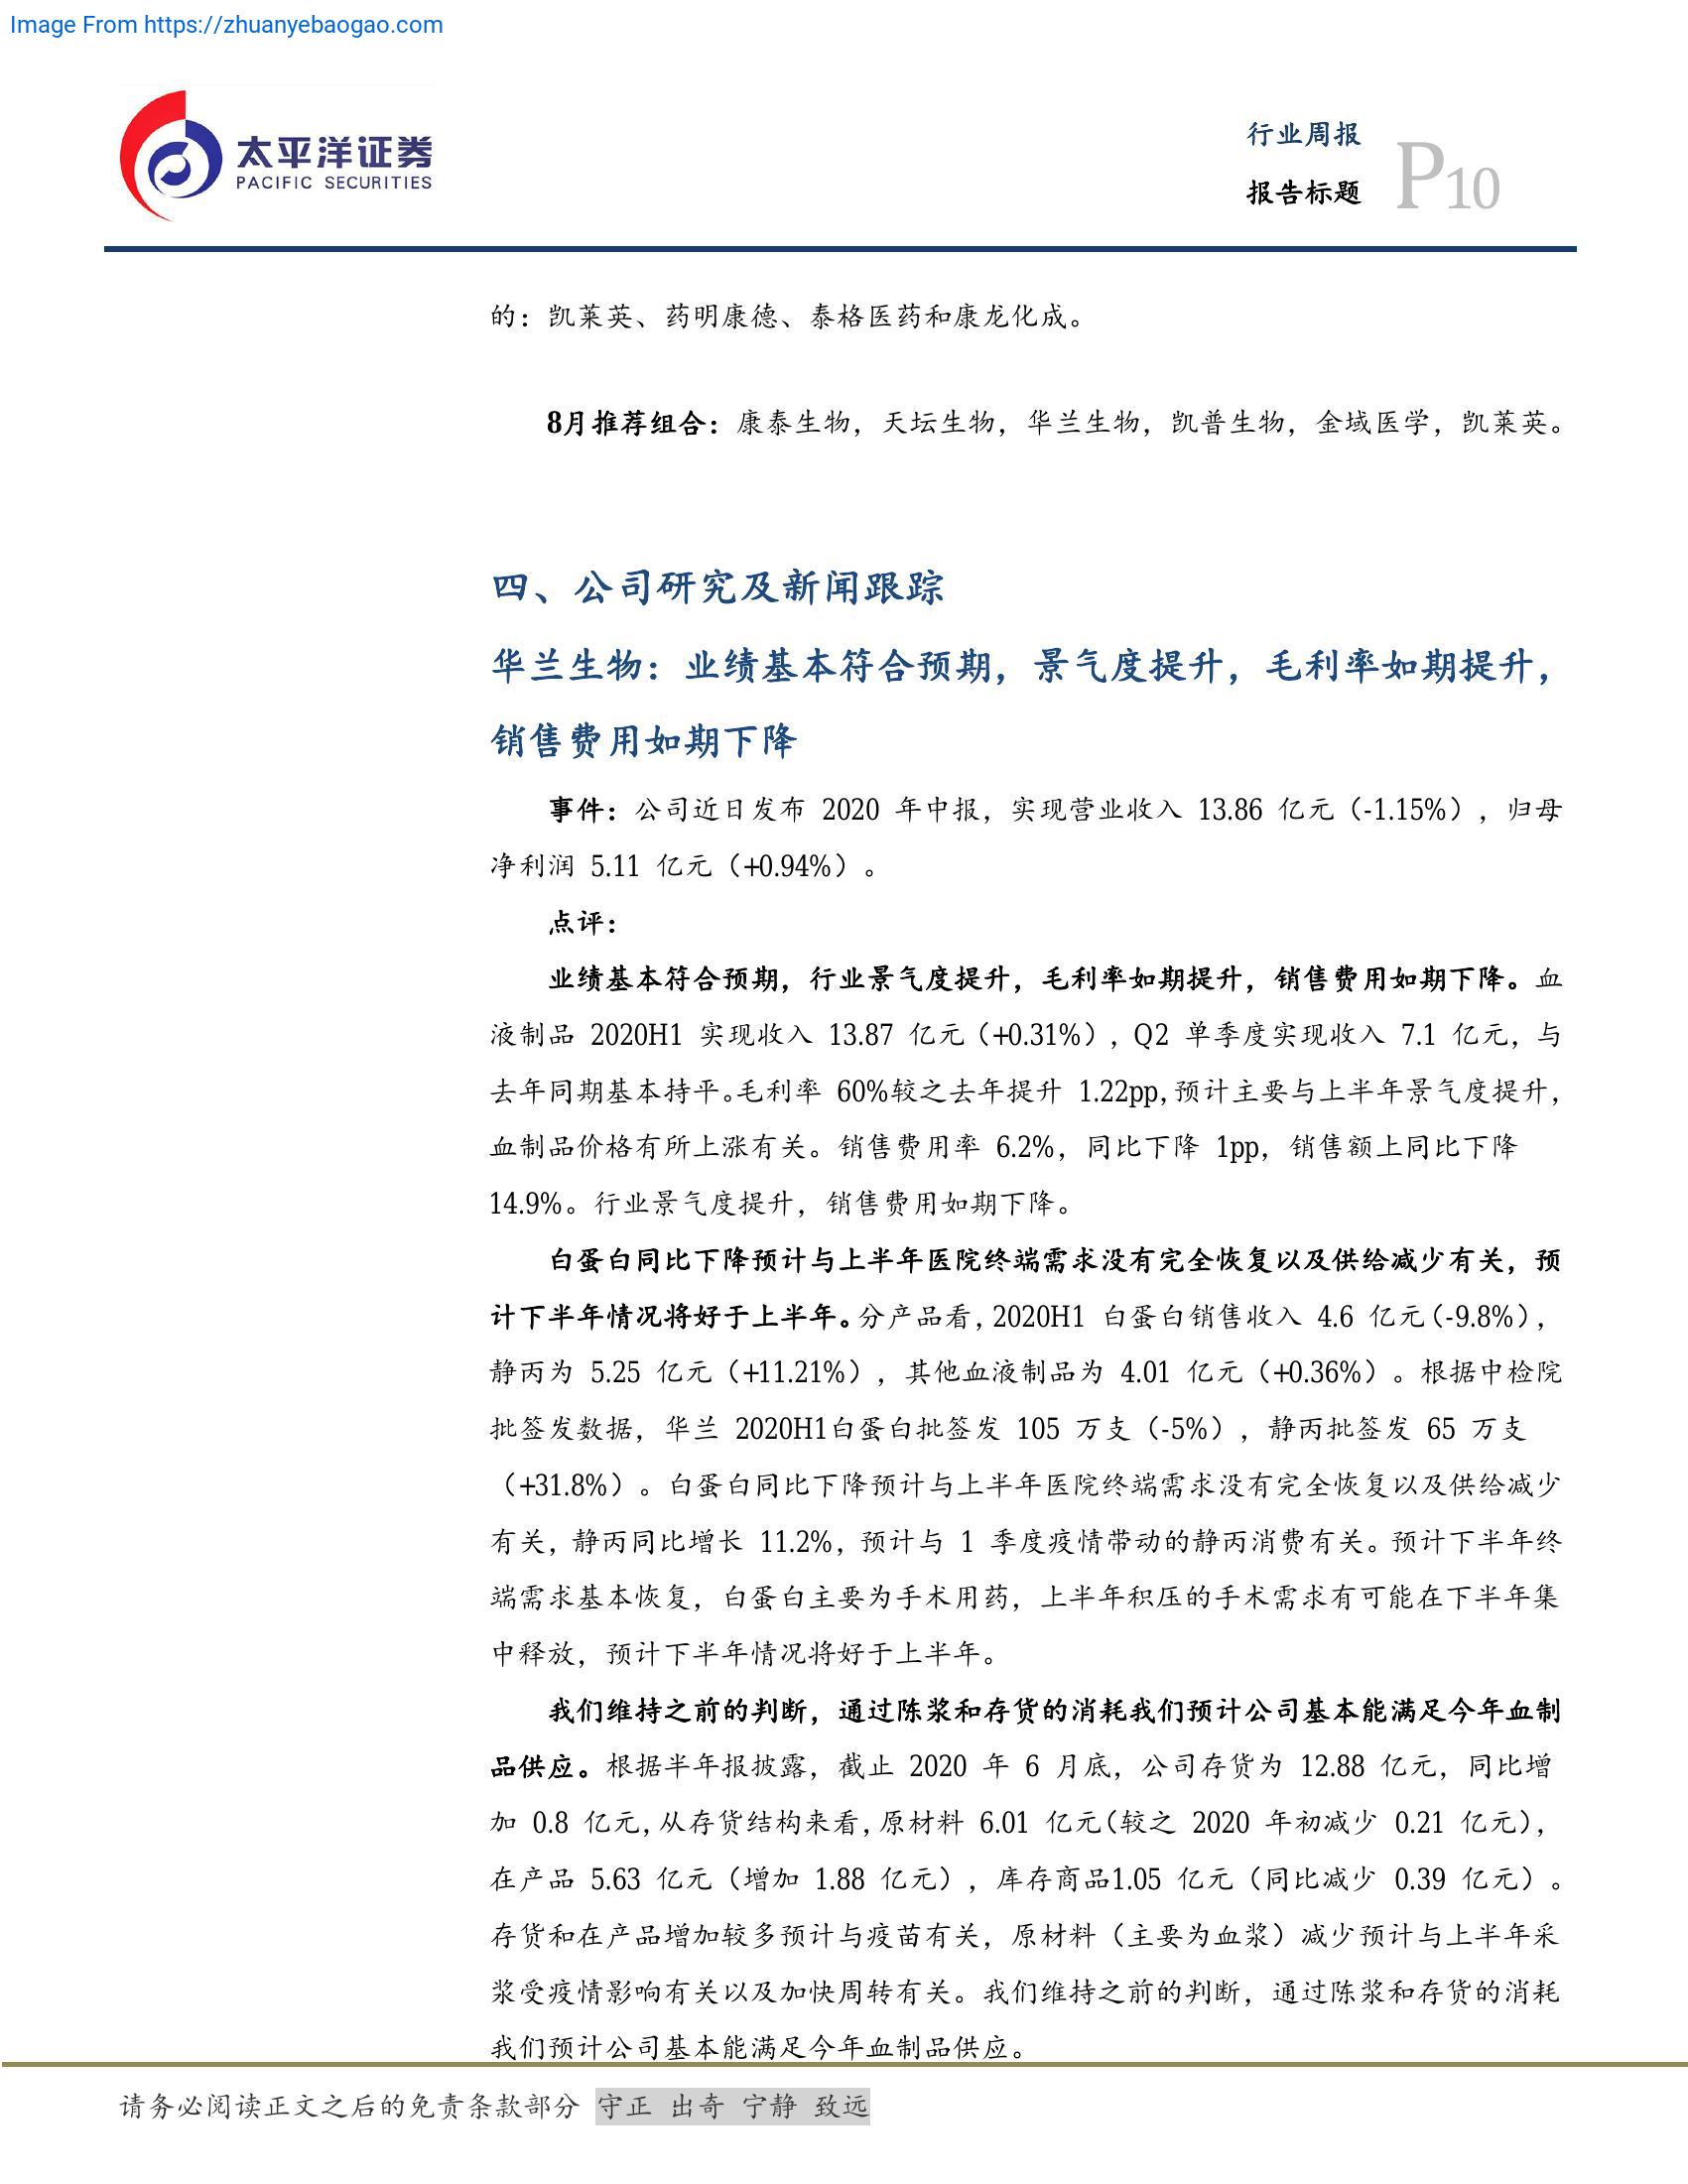 Image From https://zhuanyebaogao.com
太平洋证券
PACIFIC SECURITIES
行业周报
报告标题 P10
的：凯莱英、药明康德、泰格医药和康龙化成。
8月推荐组合：康泰生物，天坛生物，华兰生物，凯普生物，金域医学，凯莱英。
四、公司研究及新闻跟踪
华兰生物：业绩基本符合预期，景气度提升，毛利率如期提升，
销售费用如期下降
事件：公司近日发布 2020 年中报，实现营业收入 13.86 亿元（-1.15%），归母
净利润 5.11 亿元（+0.94%）。
点评：
业绩基本符合预期，行业景气度提升，毛利率如期提升，销售费用如期下降。血
液制品 2020H1 实现收入 13.87 亿元（+0.31%），Q2 单季度实现收入 7.1 亿元，与
去年同期基本持平。毛利率 60%较之去年提升 1.22pp，预计主要与上半年景气度提升，
血制品价格有所上涨有关。销售费用率 6.2%，同比下降 1pp，销售额上同比下降
14.9%。行业景气度提升，销售费用如期下降。
白蛋白同比下降预计与上半年医院终端需求没有完全恢复以及供给减少有关，预
计下半年情况将好于上半年。分产品看，2020H1 白蛋白销售收入 4.6 亿元（-9.8%），
静丙为 5.25 亿元（+11.21%），其他血液制品为 4.01 亿元（+0.36%）。根据中检院
批签发数据，华兰 2020H1白蛋白批签发 105 万支（-5%），静丙批签发 65 万支
（+31.8%）。白蛋白同比下降预计与上半年医院终端需求没有完全恢复以及供给减少
有关，静丙同比增长 11.2%，预计与 1 季度疫情带动的静丙消费有关。预计下半年终
端需求基本恢复，白蛋白主要为手术用药，上半年积压的手术需求有可能在下半年集
中释放，预计下半年情况将好于上半年。
我们维持之前的判断，通过陈浆和存货的消耗我们预计公司基本能满足今年血制
品供应。根据半年报披露，截止 2020 年 6 月底，公司存货为 12.88 亿元，同比增
加 0.8 亿元，从存货结构来看，原材料 6.01 亿元（较之 2020 年初减少 0.21 亿元），
在产品 5.63 亿元（增加 1.88 亿元），库存商品1.05 亿元（同比减少 0.39 亿元）。
存货和在产品增加较多预计与疫苗有关，原材料（主要为血浆）减少预计与上半年采
浆受疫情影响有关以及加快周转有关。我们维持之前的判断，通过陈浆和存货的消耗
我们预计公司基本能满足今年血制品供应。
请务必阅读正文之后的免责条款部分 守正 出奇 宁静 致远